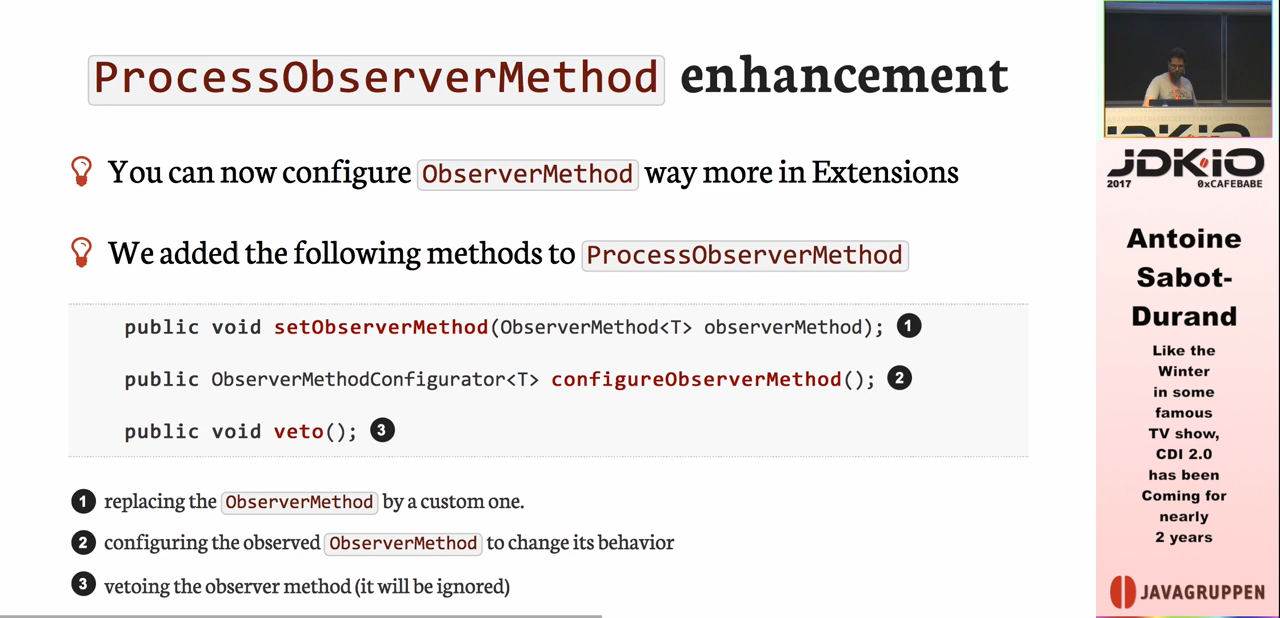 ProcessObserverMethod enhancement
You can now configure ObserverMethod way more in Extensions
We added the following methods to ProcessObserverMethod
public void setObserverMethod(ObserverMethod<T> observerMethod); 1
public ObserverMethodConfigurator<T> configureObserverMethod(); 2
public void veto(); 3
1 replacing the ObserverMethod by a custom one.
2 configuring the observed ObserverMethod to change its behavior
3 vetoing the observer method (it will be ignored)
JDKIO
JDKIO
2017 0xCAFEBABE
Antoine
Sabot-
Durand
Like the
Winter
in some
famous
TV show,
CDI 2.0
has been
Coming for
nearly
2 years
JAVAGRUPPEN